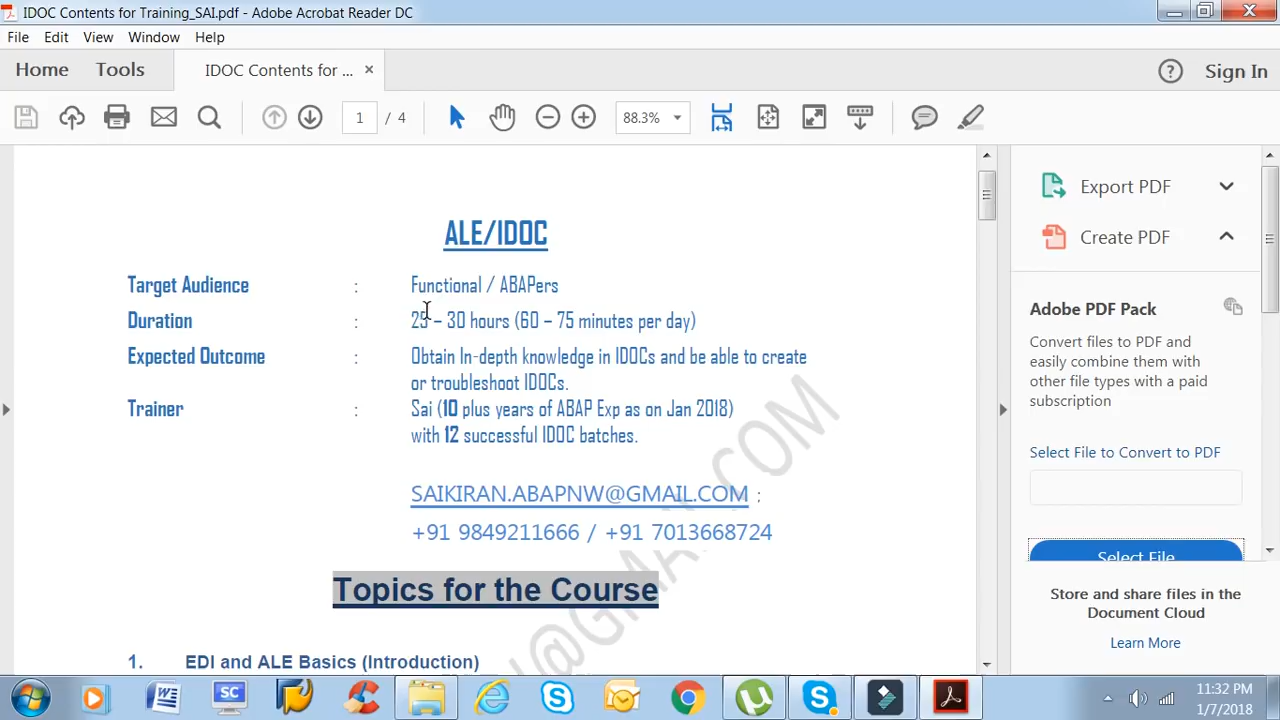 IDOC Contents for Training_SAI.pdf - Adobe Acrobat Reader DC
File Edit View Window Help
Home Tools IDOC Contents for ... × Sign In
1 / 4 88.3%
ALE/IDOC
Target Audience : Functional / ABAPers
Duration : 25 – 30 hours (60 – 75 minutes per day)
Expected Outcome : Obtain In-depth knowledge in IDOCs and be able to create
or troubleshoot IDOCs.
Trainer : Sai (10 plus years of ABAP Exp as on Jan 2018)
with 12 successful IDOC batches.
SAIKIRAN.ABAPNW@GMAIL.COM :
+91 9849211666 / +91 7013668724
Topics for the Course
1. EDI and ALE Basics (Introduction)
@GMAIL.COM
Export PDF
Create PDF
Adobe PDF Pack
Convert files to PDF and
easily combine them with
other file types with a paid
subscription
Select File to Convert to PDF
Select File
Store and share files in the
Document Cloud
Learn More
11:32 PM
1/7/2018